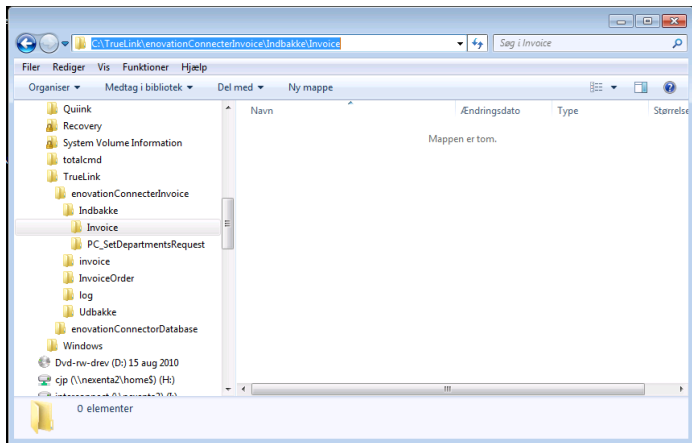 C:\TrueLink\enovationConnecterInvoice\Indbakke\Invoice
Søg i Invoice
Filer Rediger Vis Funktioner Hjælp
Organiser Medtag i bibliotek Del med Ny mappe
Navn Ændringsdato Type Størrelse
Mappen er tom.
Quiink
Recovery
System Volume Information
totalcmd
TrueLink
enovationConnecterInvoice
Indbakke
Invoice
PC_SetDepartmentsRequest
invoice
InvoiceOrder
log
Udbakke
enovationConnectorDatabase
Windows
Dvd-rw-drev (D:) 15 aug 2010
cjp (\\nexenta2\home$) (H:)
0 elementer